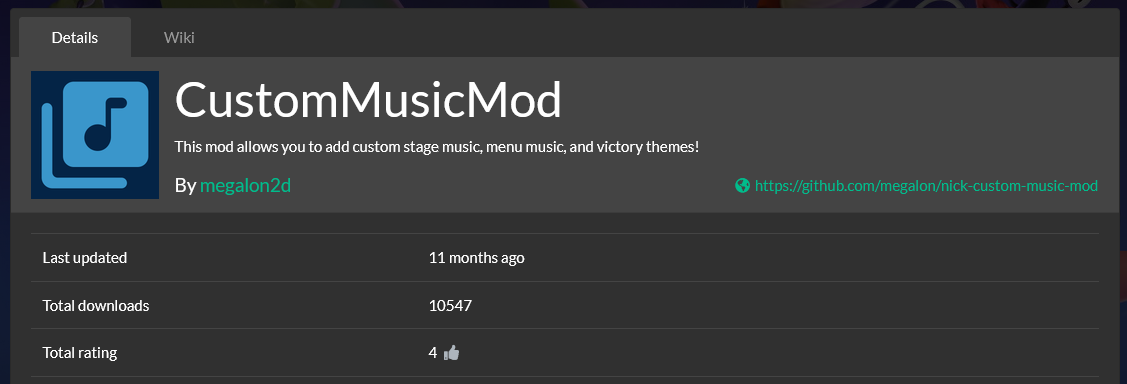 Details
Wiki
CustomMusicMod
This mod allows you to add custom stage music, menu music, and victory themes!
By megalon2d
https://github.com/megalon/nick-custom-music-mod
Last updated 11 months ago
Total downloads 10547
Total rating 4